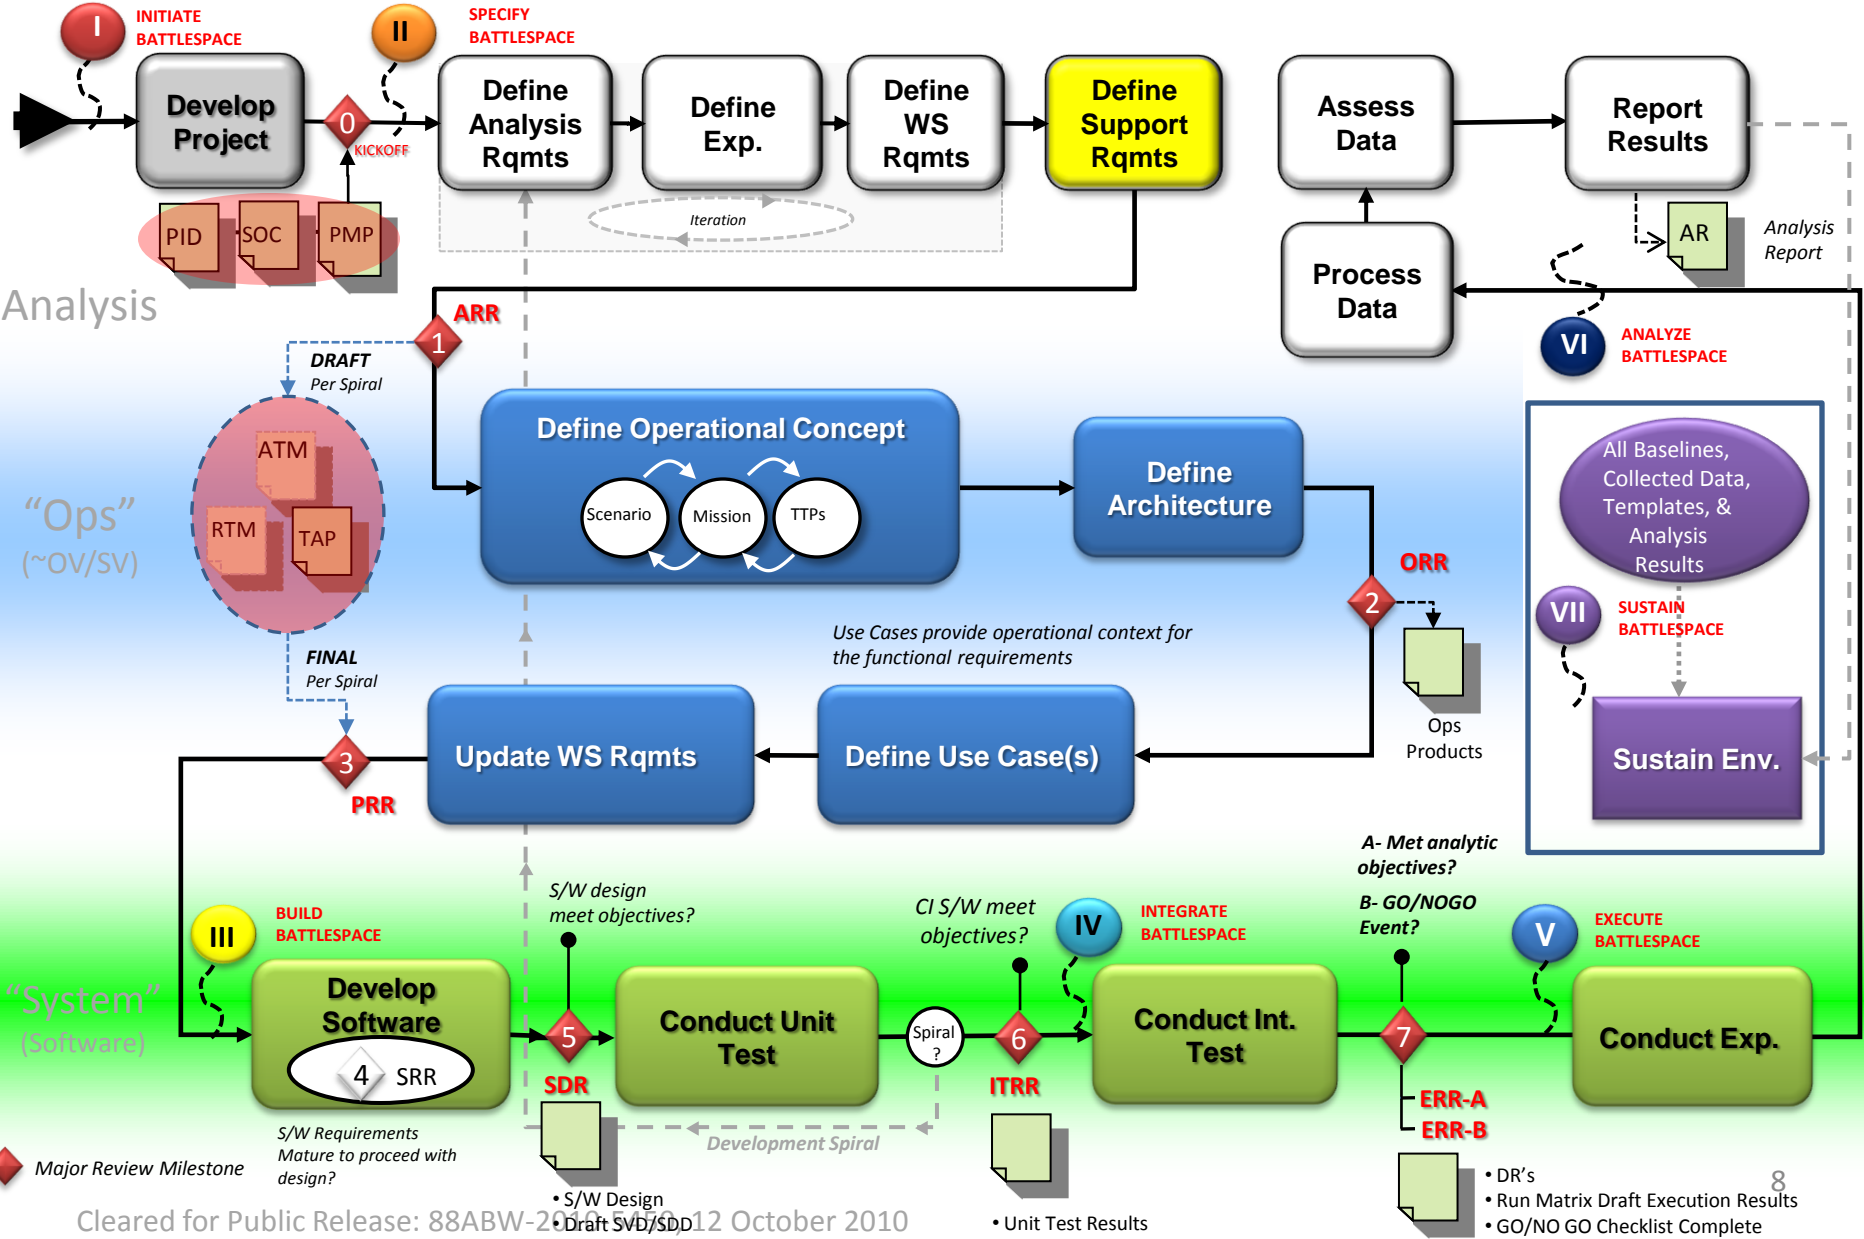 I
INITIATE
BATTLESPACE
II
SPECIFY
BATTLESPACE
Develop
Project
0
KICKOFF
Define
Analysis
Rqmts
Define
Exp.
Define
WS
Rqmts
Define
Support
Rqmts
Assess
Data
Report
Results
PID
SOC
PMP
Iteration
AR
Analysis
Report
Process
Data
Analysis
ARR
1
VI
ANALYZE
BATTLESPACE
DRAFT
Per Spiral
ATM
RTM
TAP
"Ops"
(~OV/SV)
Define Operational Concept
Scenario
Mission
TTPs
Define
Architecture
ORR
2
Ops
Products
All Baselines,
Collected Data,
Templates, &
Analysis
Results
VII
SUSTAIN
BATTLESPACE
Sustain Env.
Use Cases provide operational context for
the functional requirements
FINAL
Per Spiral
3
PRR
Update WS Rqmts
Define Use Case(s)
A- Met analytic
objectives?
B- GO/NOGO
Event?
III
BUILD
BATTLESPACE
S/W design
meet objectives?
CI S/W meet
objectives?
IV
INTEGRATE
BATTLESPACE
V
EXECUTE
BATTLESPACE
"System"
(Software)
Develop
Software
4
SRR
5
SDR
Conduct Unit
Test
Spiral
?
6
ITRR
Conduct Int.
Test
7
ERR-A
ERR-B
Conduct Exp.
S/W Requirements
Mature to proceed with
design?
Development Spiral
Major Review Milestone
• S/W Design
• Draft SVD/SDD
• Unit Test Results
• DR's
• Run Matrix Draft Execution Results
• GO/NO GO Checklist Complete
8
Cleared for Public Release: 88ABW-2010-5459, 12 October 2010